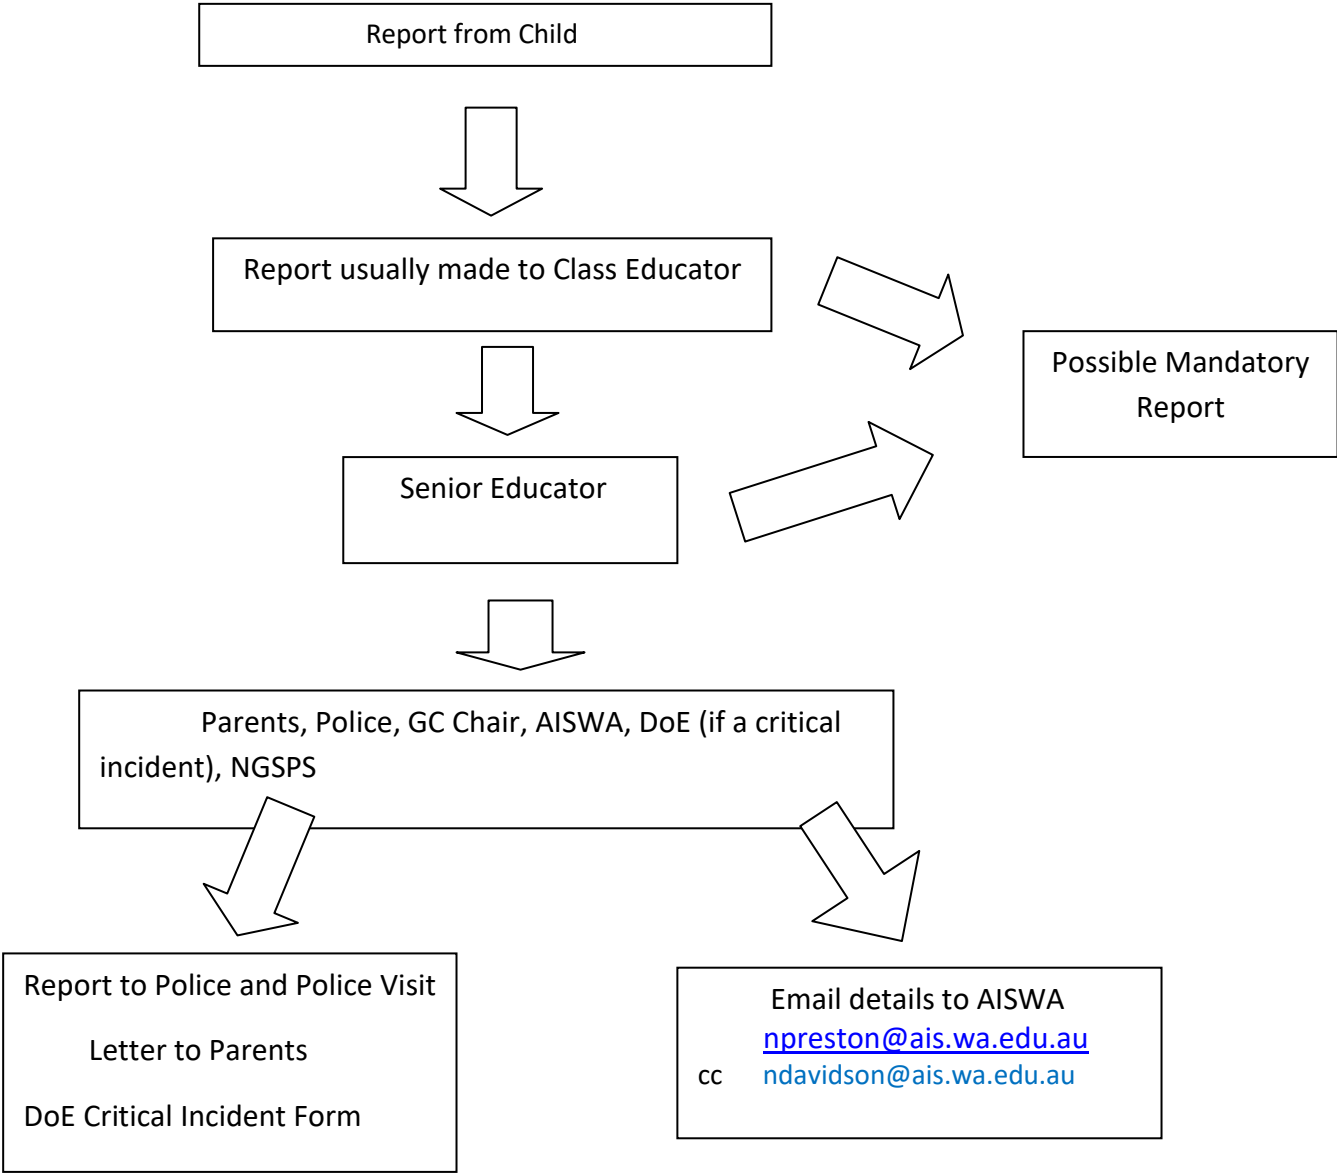 Report from Child
Report usually made to Class Educator
Possible Mandatory
Report
Senior Educator
Parents, Police, GC Chair, AISWA, DoE (if a critical
incident), NGSPS
Report to Police and Police Visit
Letter to Parents
DoE Critical Incident Form
Email details to AISWA
npreston@ais.wa.edu.au
cc ndavidson@ais.wa.edu.au